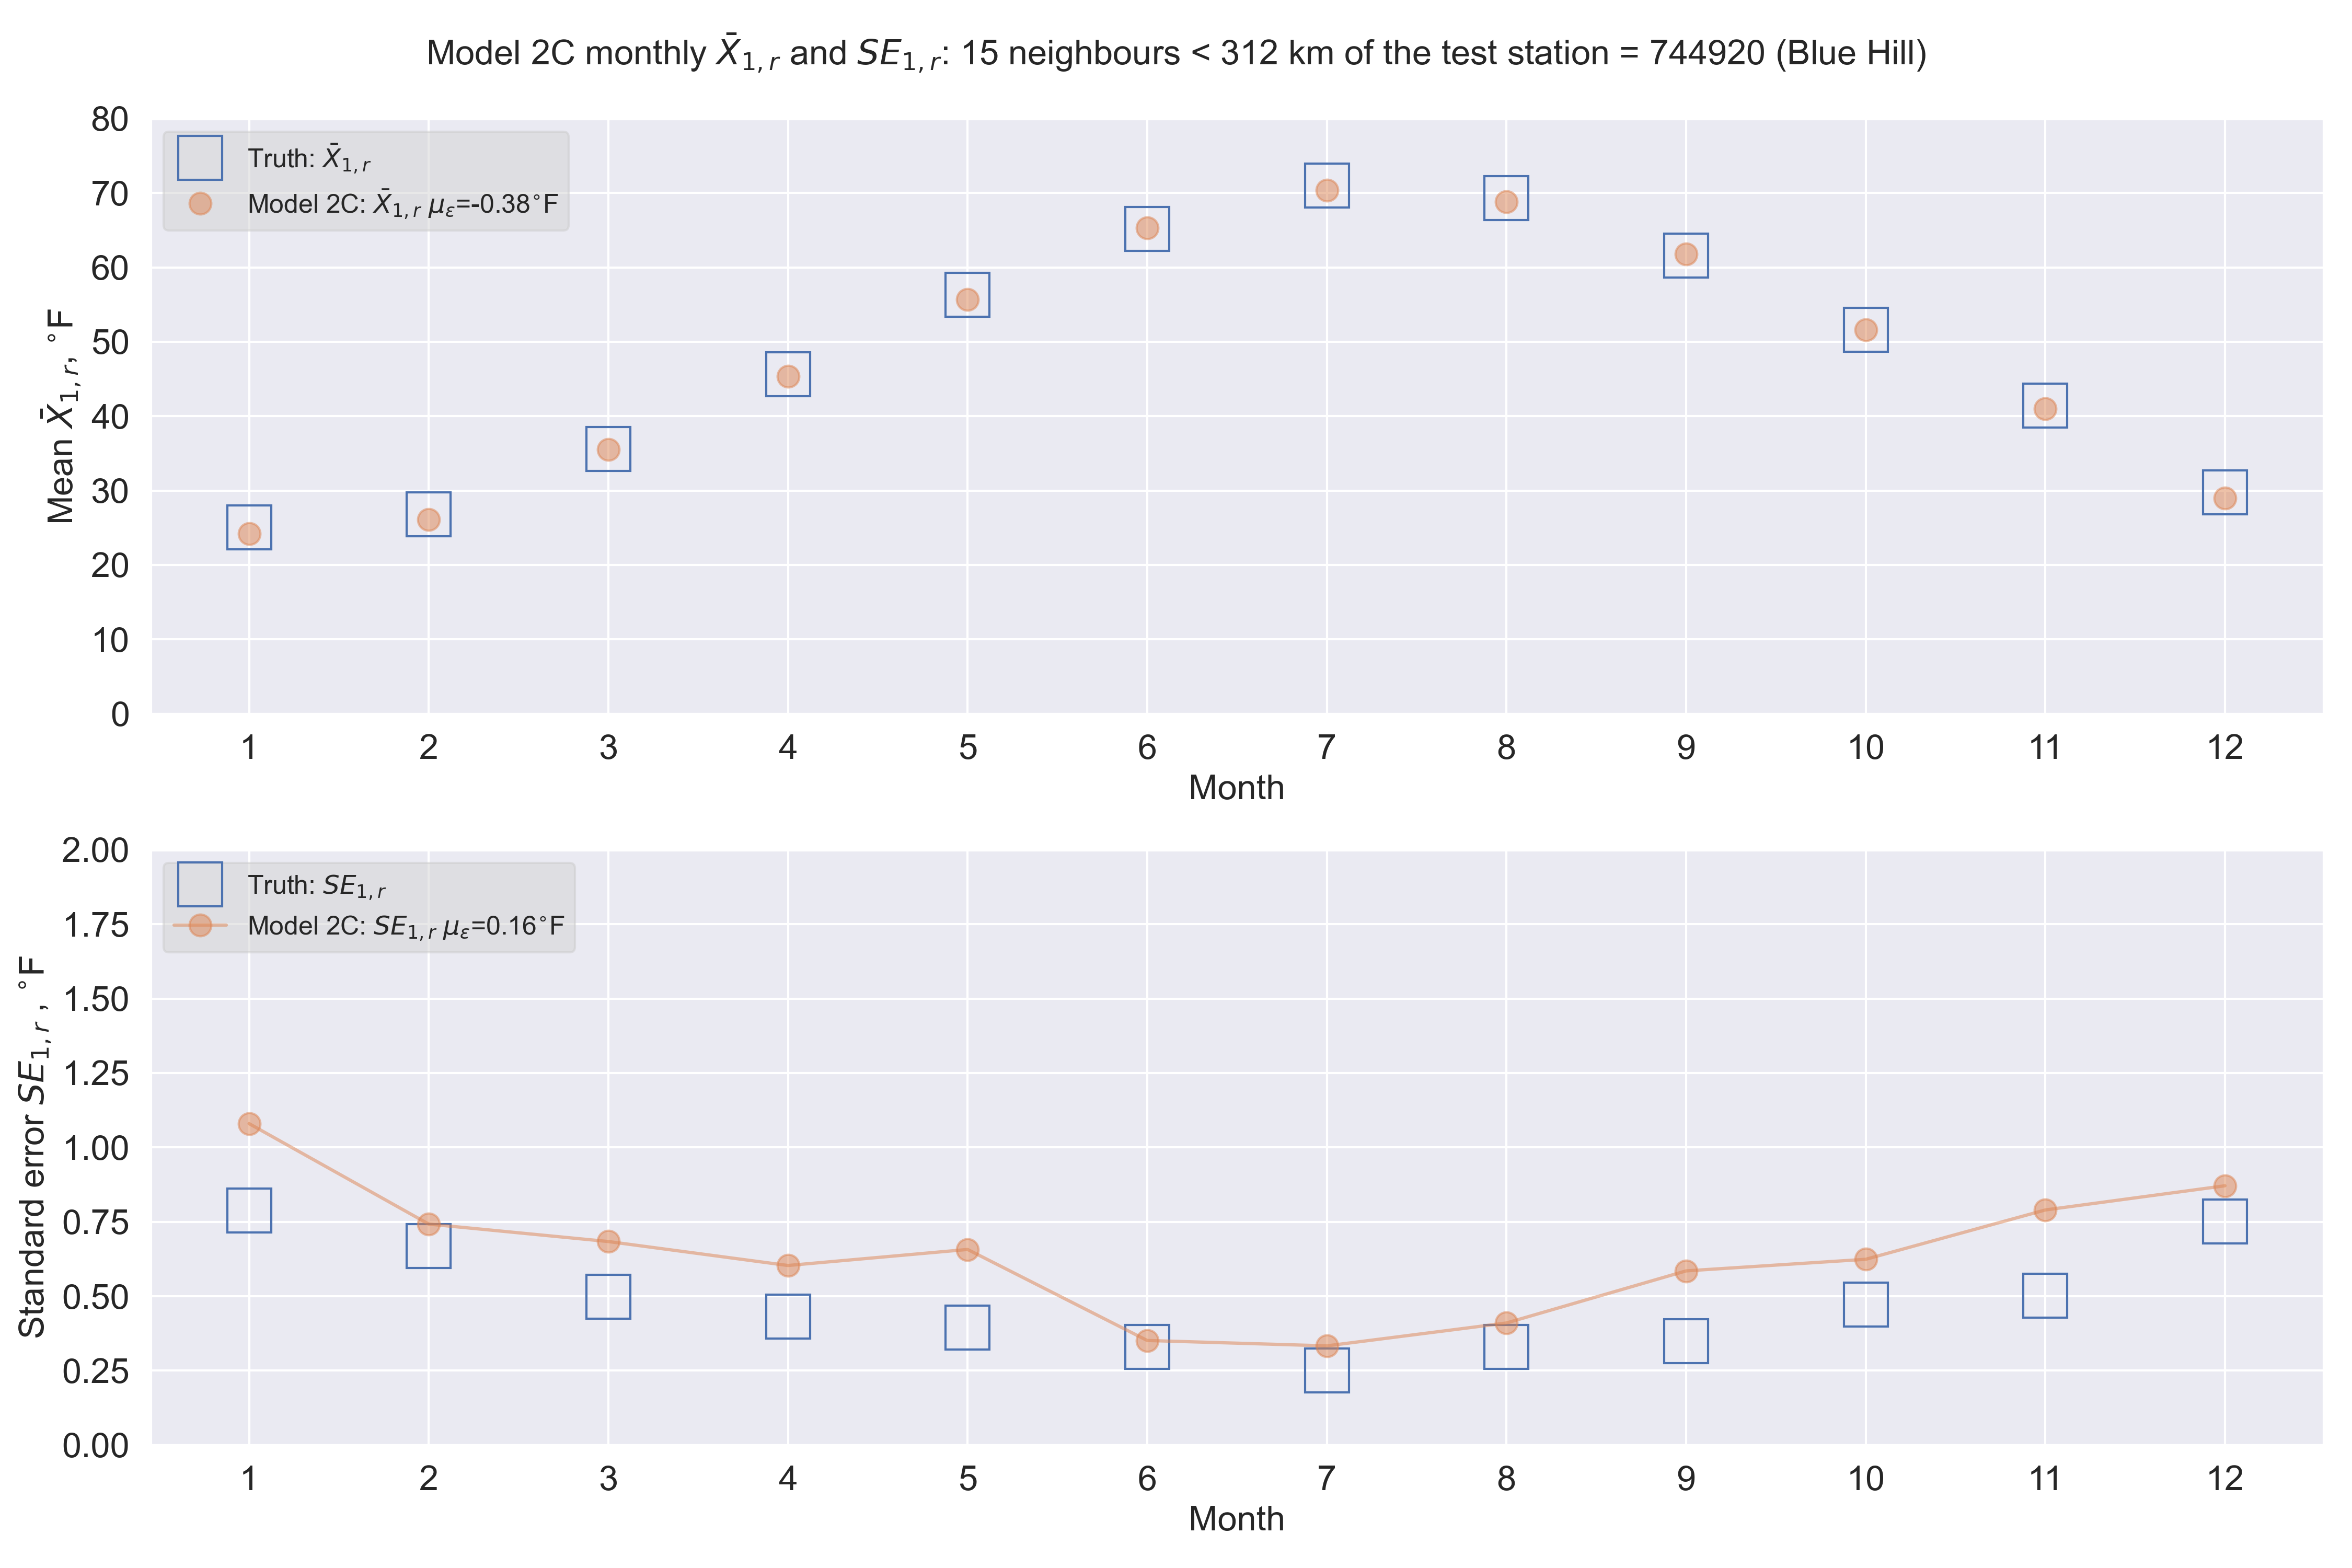 Model 2C monthly X̄₁,ᵣ and SE₁,ᵣ: 15 neighbours < 312 km of the test station = 744920 (Blue Hill)
Mean X̄₁,ᵣ, °F
80
70
60
50
40
30
20
10
0
Truth: X̄₁,ᵣ
Model 2C: X̄₁,ᵣ με=-0.38°F
1 2 3 4 5 6 7 8 9 10 11 12
Month
Standard error SE₁,ᵣ , °F
2.00
1.75
1.50
1.25
1.00
0.75
0.50
0.25
0.00
Truth: SE₁,ᵣ
Model 2C: SE₁,ᵣ με=0.16°F
1 2 3 4 5 6 7 8 9 10 11 12
Month